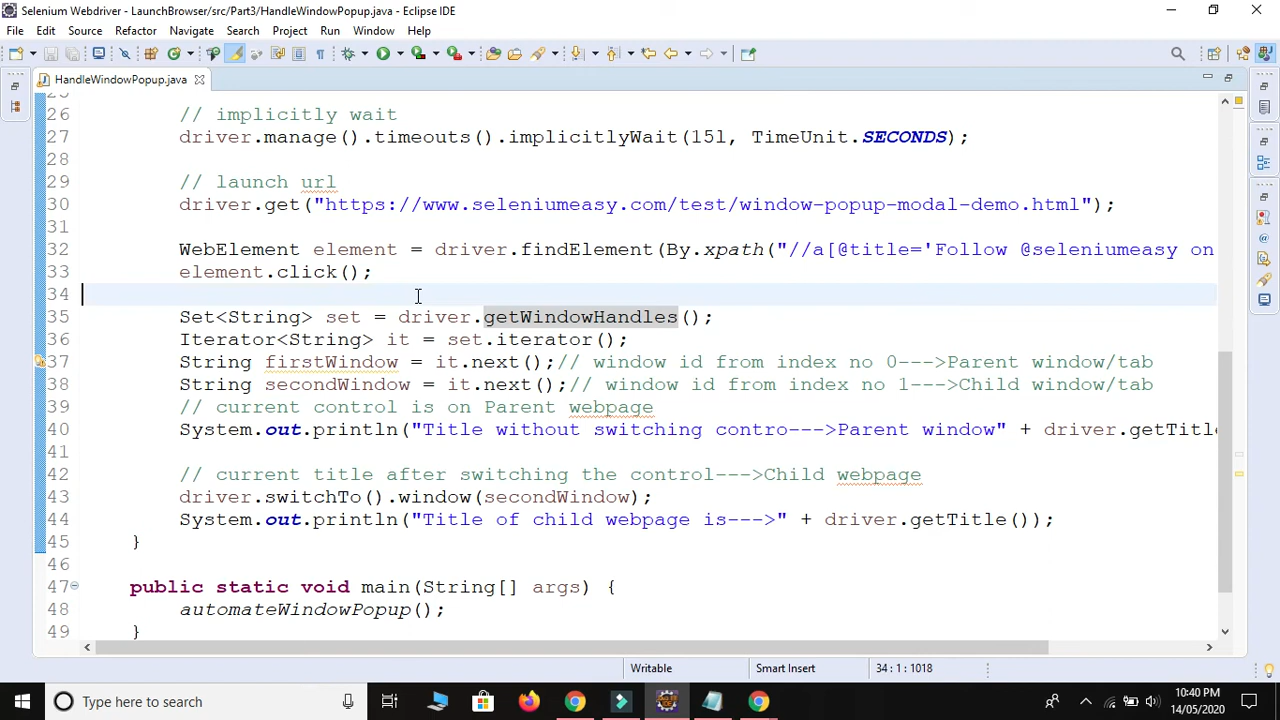 Selenium Webdriver - LaunchBrowser/src/Part3/HandleWindowPopup.java - Eclipse IDE
File Edit Source Refactor Navigate Search Project Run Window Help
HandleWindowPopup.java
26 // implicitly wait
27 driver.manage().timeouts().implicitlyWait(15l, TimeUnit.SECONDS);
28
29 // launch url
30 driver.get("https://www.seleniumeasy.com/test/window-popup-modal-demo.html");
31
32 WebElement element = driver.findElement(By.xpath("//a[@title='Follow @seleniumeasy on
33 element.click();
34
35 Set<String> set = driver.getWindowHandles();
36 Iterator<String> it = set.iterator();
37 String firstWindow = it.next();// window id from index no 0--->Parent window/tab
38 String secondWindow = it.next();// window id from index no 1--->Child window/tab
39 // current control is on Parent webpage
40 System.out.println("Title without switching contro--->Parent window" + driver.getTitl
41
42 // current title after switching the control--->Child webpage
43 driver.switchTo().window(secondWindow);
44 System.out.println("Title of child webpage is--->" + driver.getTitle());
45 }
46
47 public static void main(String[] args) {
48 automateWindowPopup();
49 }
Writable Smart Insert 34 : 1 : 1018
Type here to search
10:40 PM
14/05/2020